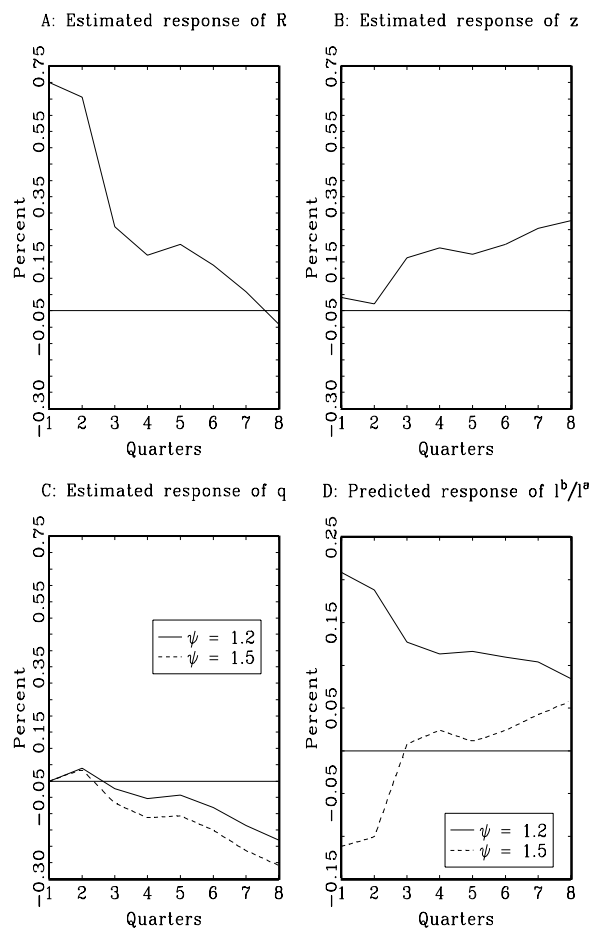 A: Estimated response of R
B: Estimated response of z
Percent
0.75
0.55
0.35
0.15
−0.05
−0.30
1 2 3 4 5 6 7 8
Quarters
Percent
0.75
0.55
0.35
0.15
−0.05
−0.30
1 2 3 4 5 6 7 8
Quarters
C: Estimated response of q
D: Predicted response of lᵇ/lᵃ
Percent
0.75
0.55
0.35
0.15
−0.05
−0.30
ψ = 1.2
ψ = 1.5
1 2 3 4 5 6 7 8
Quarters
Percent
0.25
0.15
0.05
−0.05
−0.15
ψ = 1.2
ψ = 1.5
1 2 3 4 5 6 7 8
Quarters